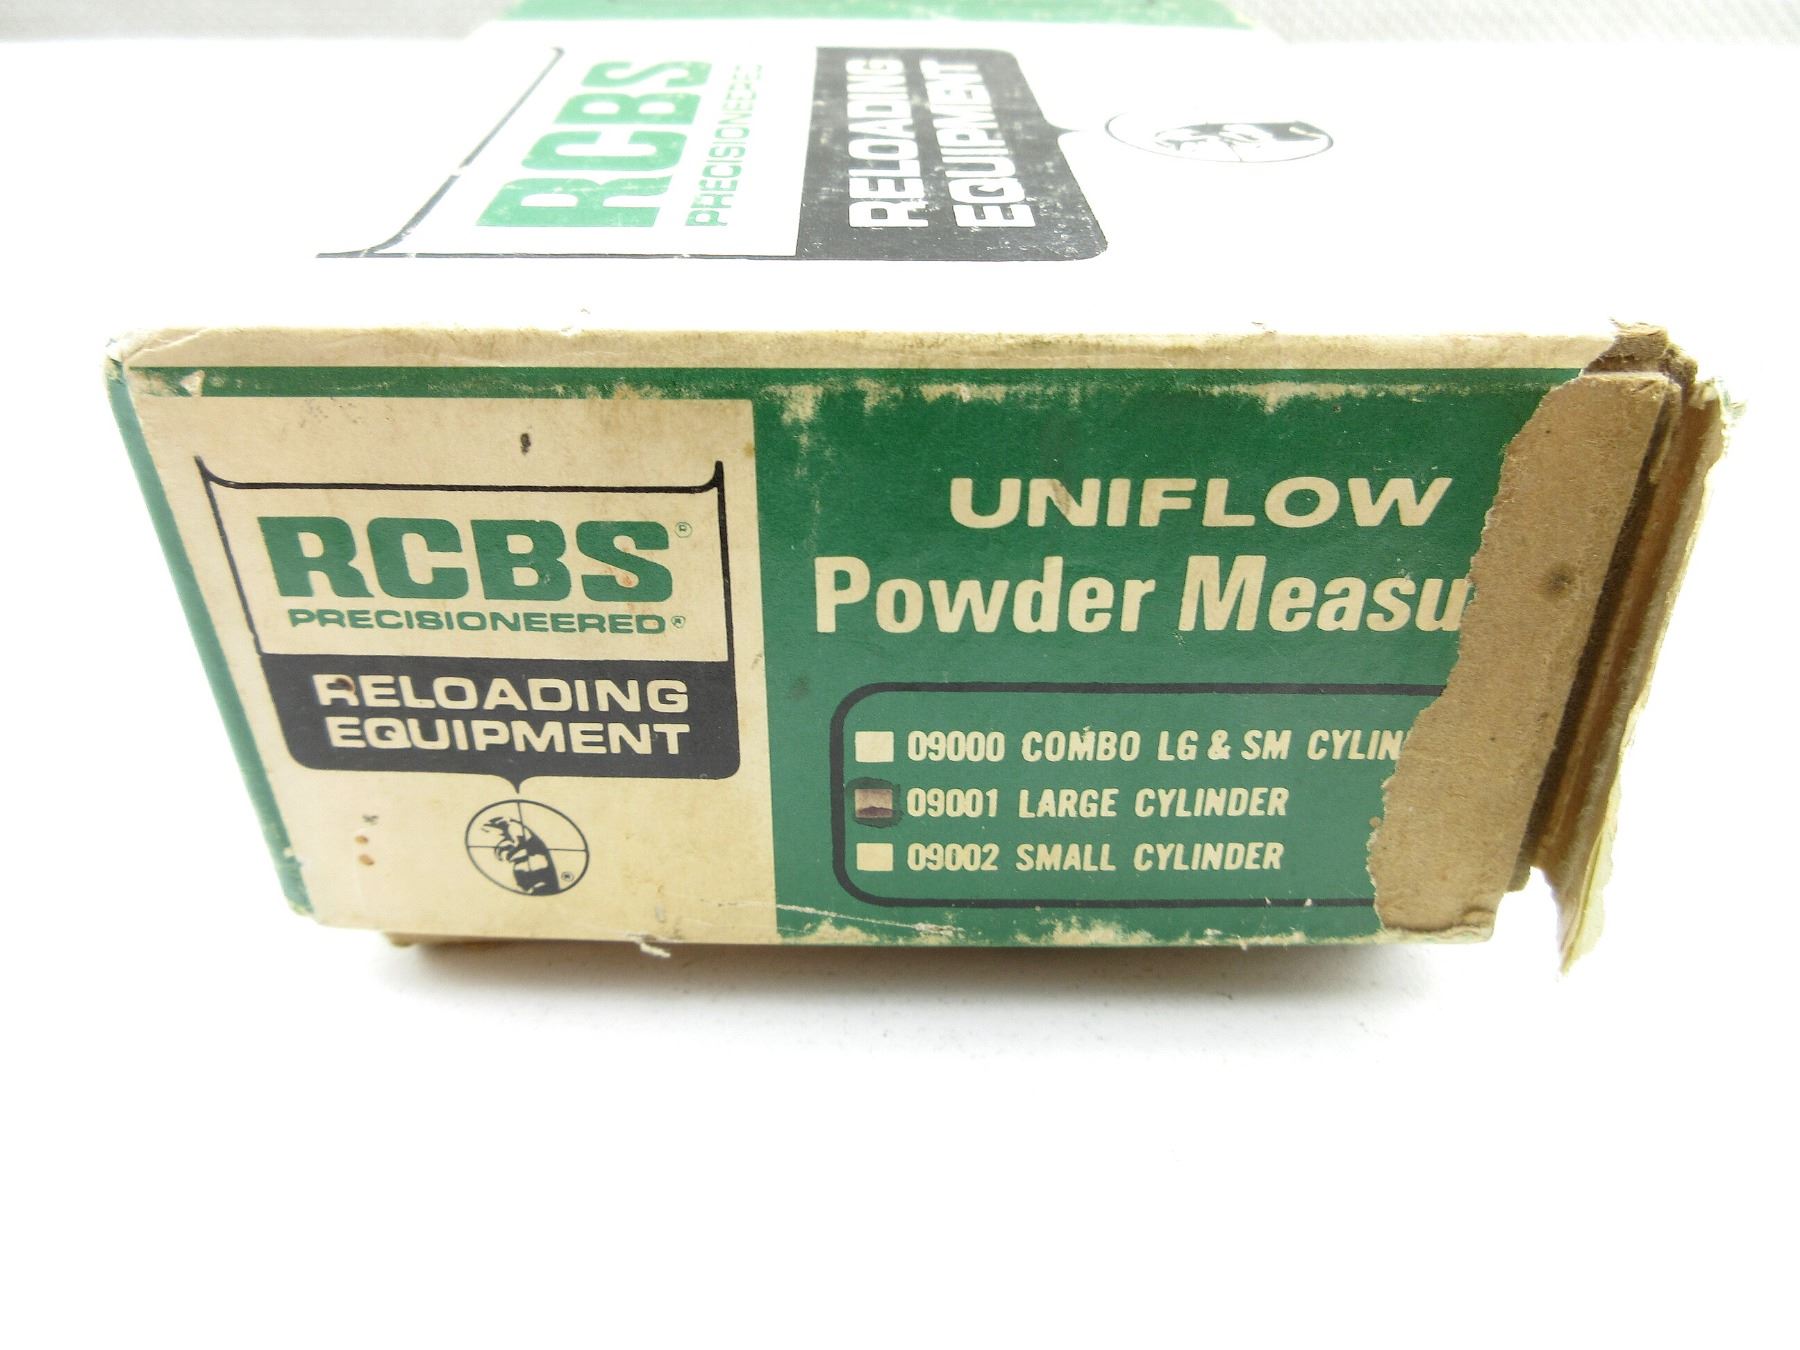 RCBS
PRECISIONEERED
RELOADING
EQUIPMENT
RCBS®
PRECISIONEERED®
RELOADING
EQUIPMENT
®
UNIFLOW
Powder Measu
09000 COMBO LG & SM CYLIN
09001 LARGE CYLINDER
09002 SMALL CYLINDER